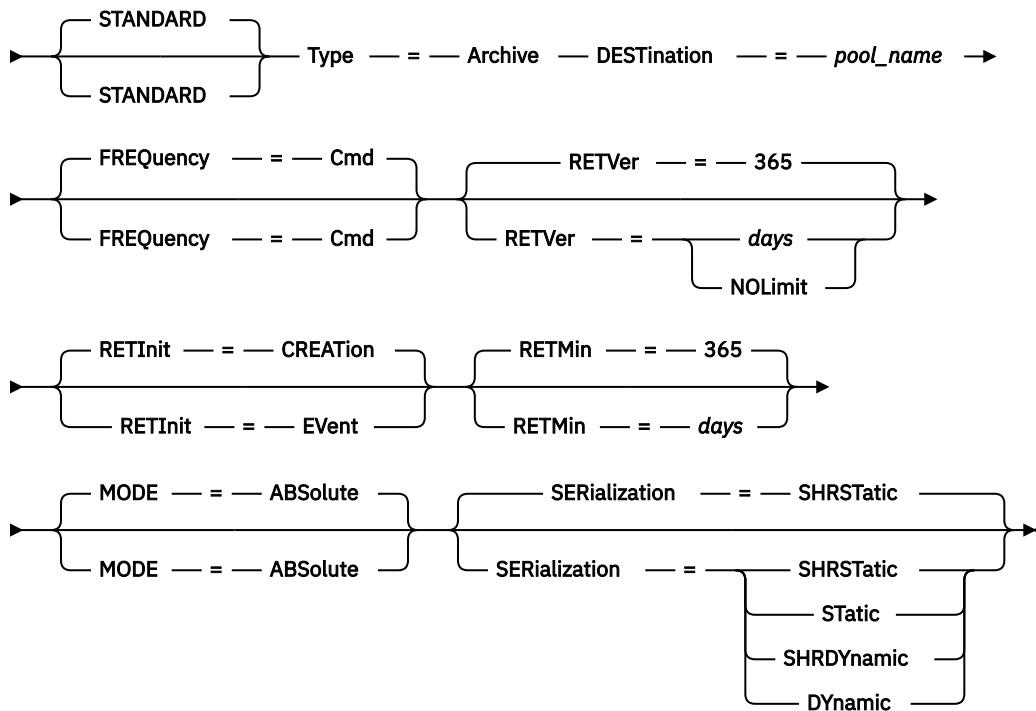 STANDARD
STANDARD
Type = Archive DESTination = pool_name
FREQuency = Cmd
FREQuency = Cmd
RETVer = 365
RETVer = days
NOLimit
RETInit = CREATion
RETInit = EVent
RETMin = 365
RETMin = days
MODE = ABSolute
MODE = ABSolute
SERialization = SHRSTatic
SERialization = SHRSTatic
STatic
SHRDYnamic
DYnamic